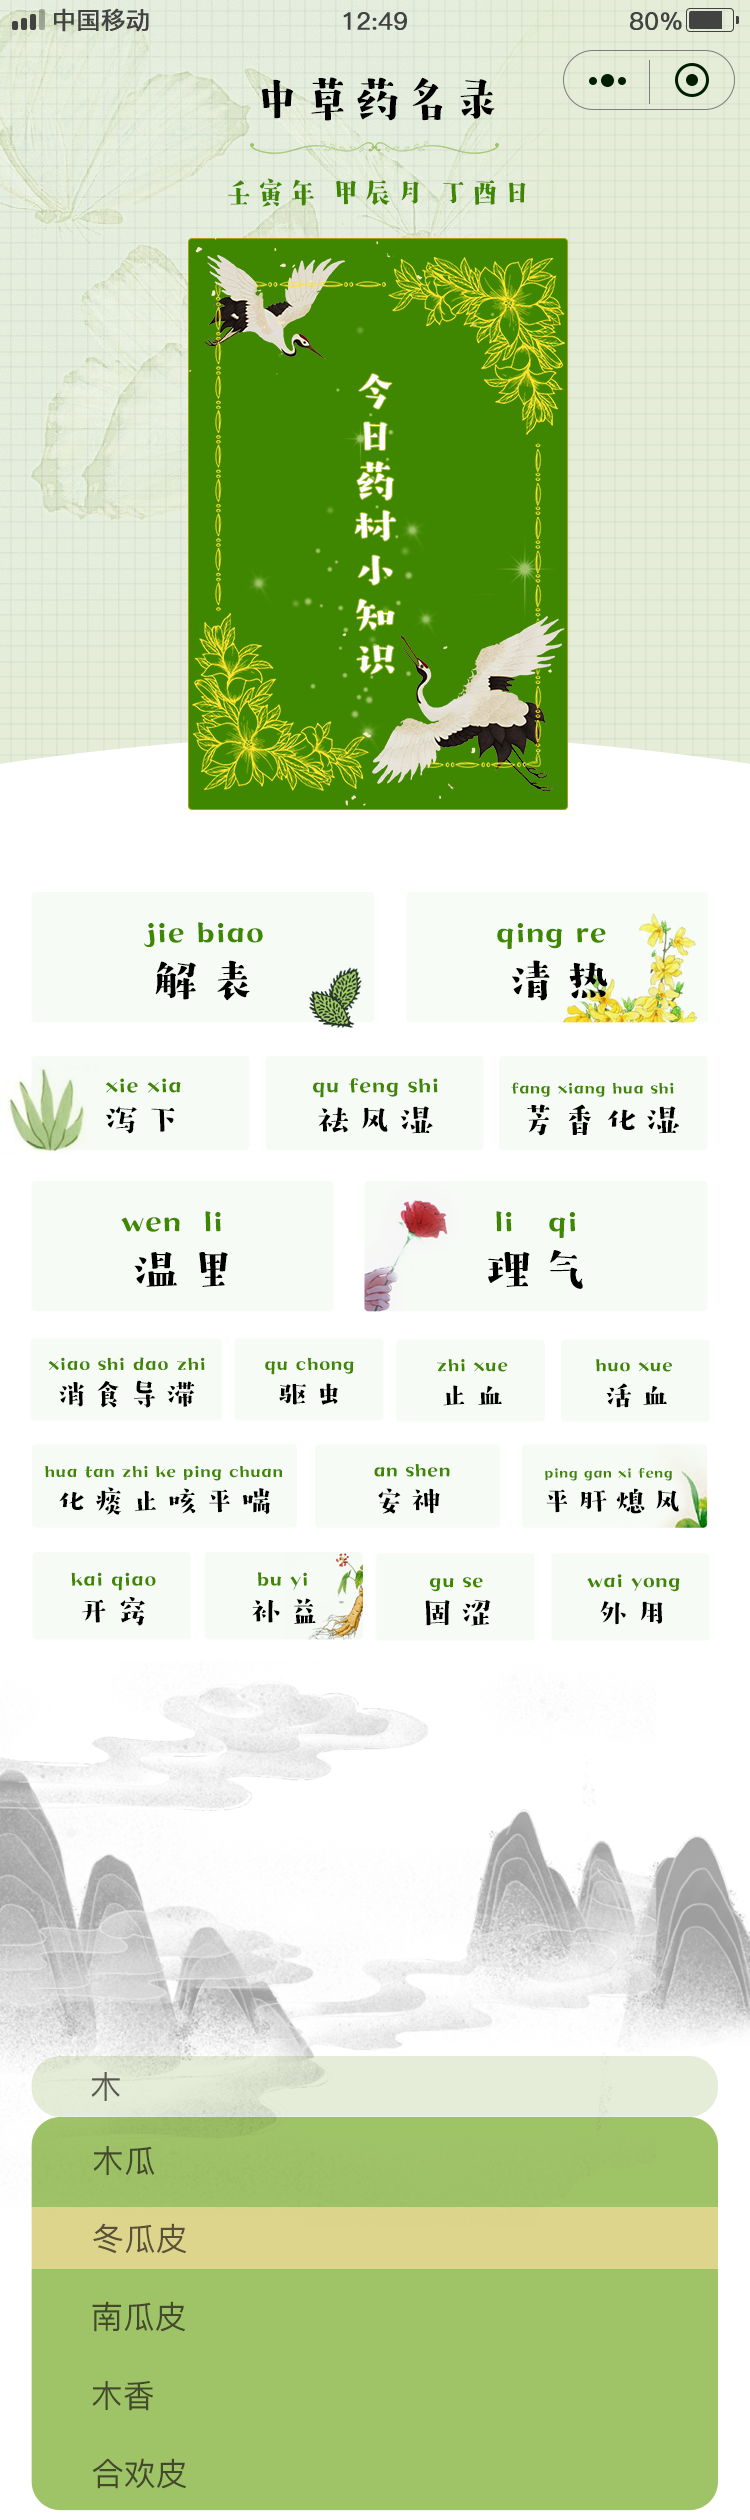 中国移动 12:49 80%
中草药名录
壬寅年 甲辰月 丁酉日
今日药材小知识
jie biao qing re
解表 清热
xie xia qu feng shi fang xiang hua shi
泻下 祛风湿 芳香化湿
wen li li qi
温里 理气
xiao shi dao zhi qu chong zhi xue huo xue
消食导滞 驱虫 止血 活血
hua tan zhi ke ping chuan an shen ping gan xi feng
化痰止咳平喘 安神 平肝熄风
kai qiao bu yi gu se wai yong
开窍 补益 固涩 外用
木
木瓜
冬瓜皮
南瓜皮
木香
合欢皮